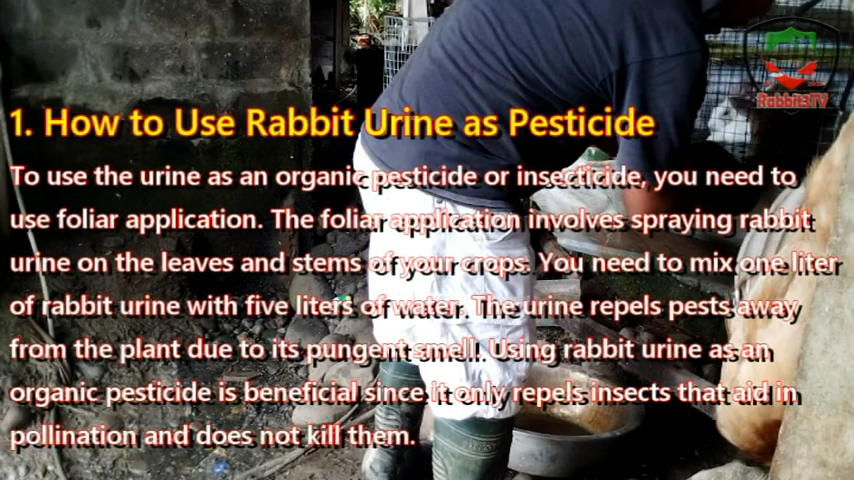 Rabbit3TV
1. How to Use Rabbit Urine as Pesticide
To use the urine as an organic pesticide or insecticide, you need to
use foliar application. The foliar application involves spraying rabbit
urine on the leaves and stems of your crops. You need to mix one liter
of rabbit urine with five liters of water. The urine repels pests away
from the plant due to its pungent smell. Using rabbit urine as an
organic pesticide is beneficial since it only repels insects that aid in
pollination and does not kill them.